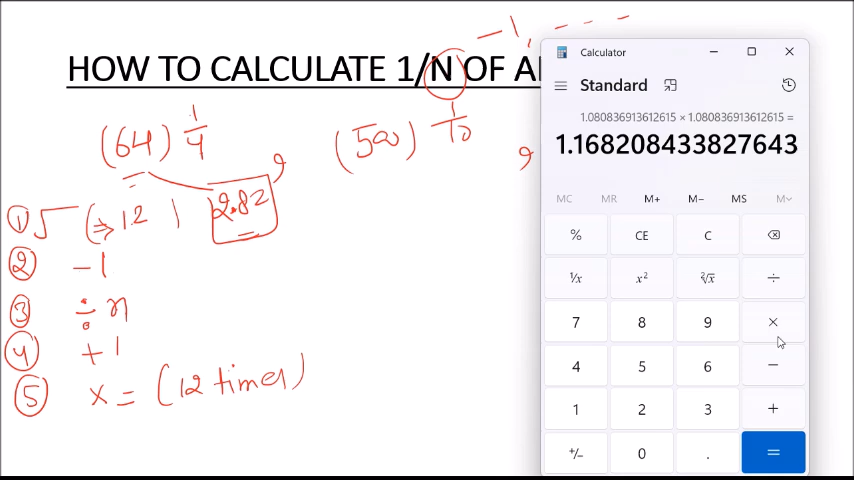 -1, - - -
HOW TO CALCULATE 1/N OF A
(64) 1/4
(500) 1/10
① √ (⇒ 12 )
2.82
② -1
③ ÷ n
④ +1
⑤ x = (12 times)
Calculator
Standard
1.080836913612615 × 1.080836913612615 =
1.168208433827643
MC MR M+ M− MS M˅
% CE C
¹/x x² ²√x ÷
7 8 9 ×
4 5 6 −
1 2 3 +
+/− 0 . =